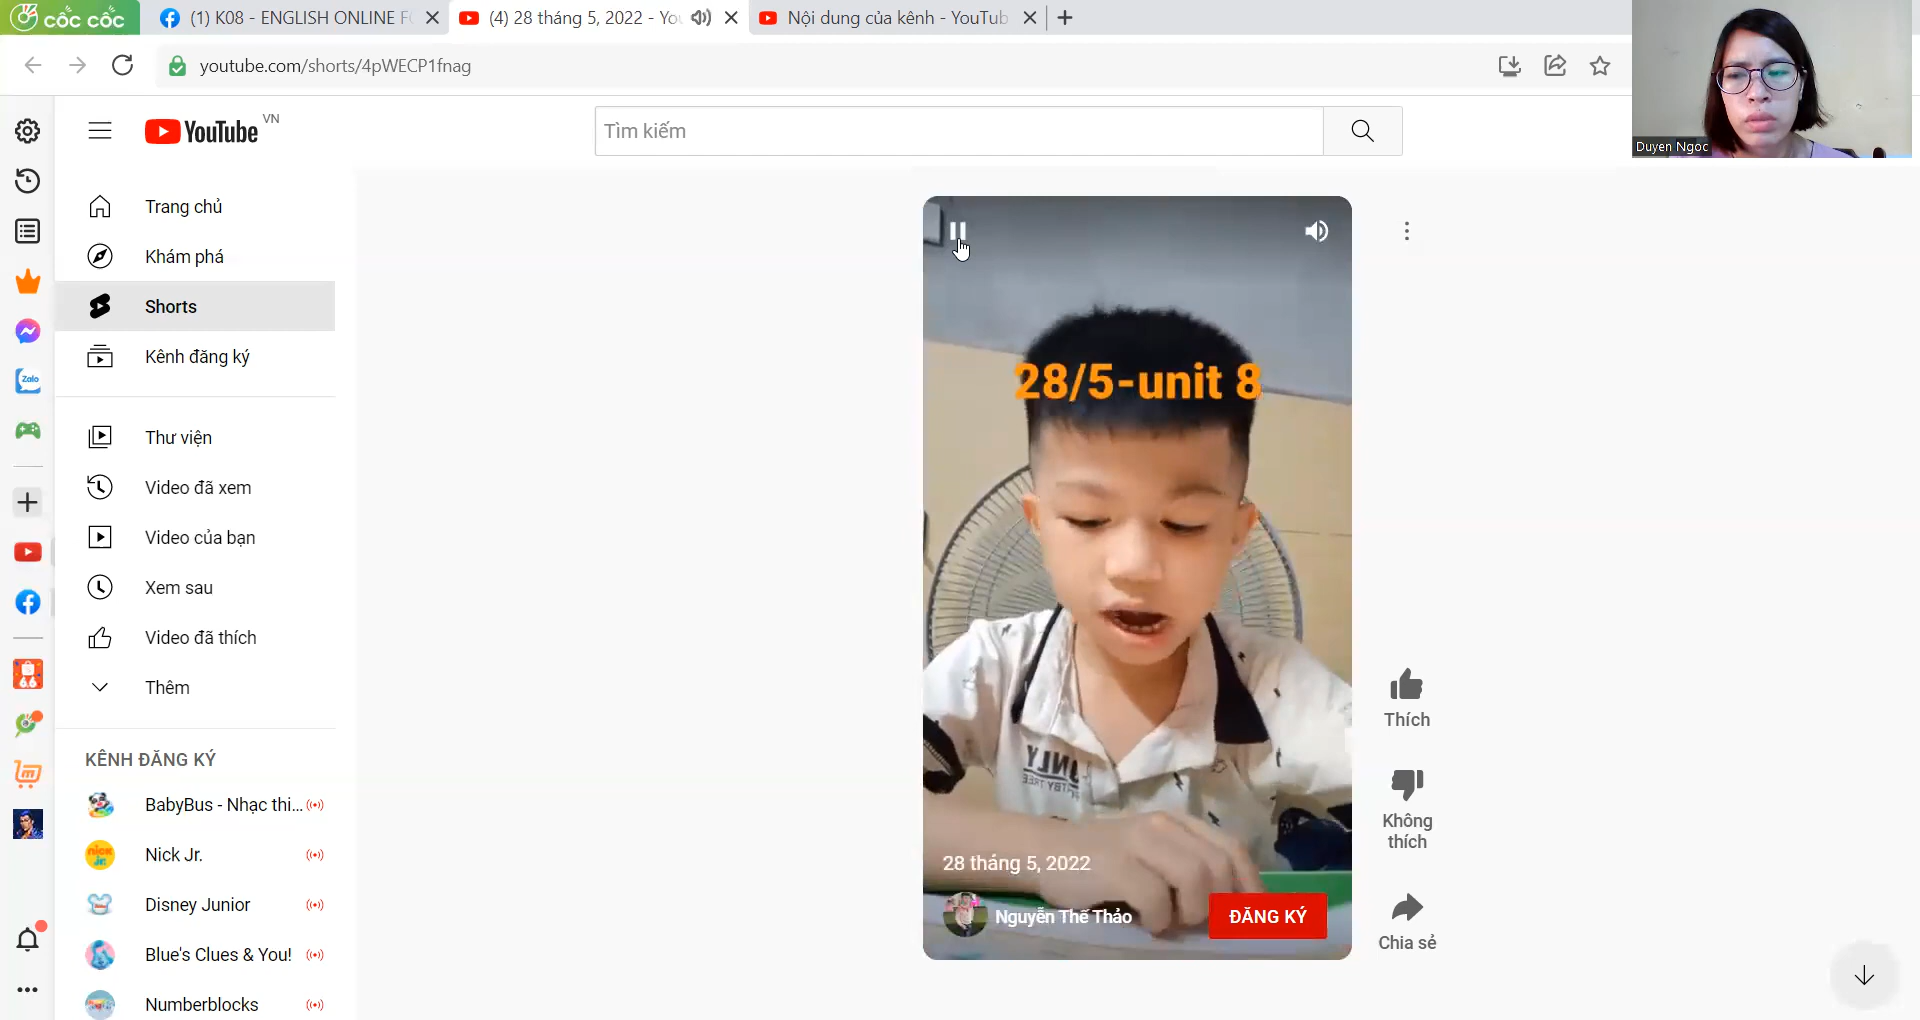 cốc cốc
(1) K08 - ENGLISH ONLINE F
(4) 28 tháng 5, 2022 - You
Nội dung của kênh - YouTub
youtube.com/shorts/4pWECP1fnag
Duyen Ngoc
YouTube VN
Tìm kiếm
Trang chủ
Khám phá
Shorts
Kênh đăng ký
Zalo
Thư viện
Video đã xem
Video của bạn
Xem sau
Video đã thích
Thêm
KÊNH ĐĂNG KÝ
BabyBus - Nhạc thi...
Nick Jr.
Disney Junior
Blue's Clues & You!
Numberblocks
28/5-unit 8
28 tháng 5, 2022
Nguyễn Thế Thảo
ĐĂNG KÝ
Thích
Không
thích
Chia sẻ